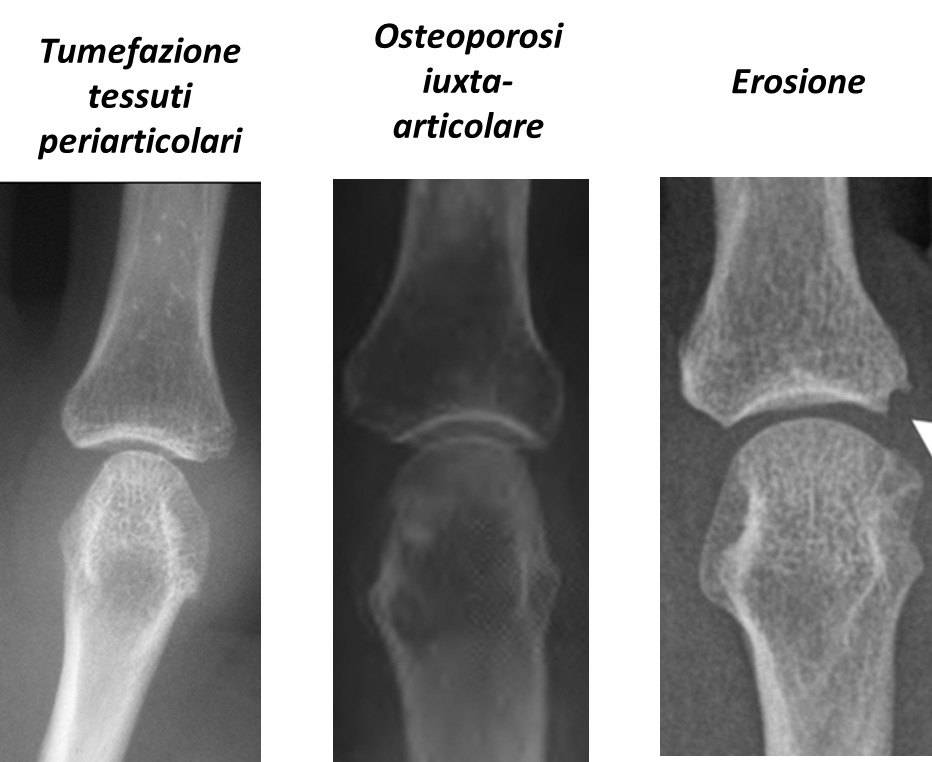 Tumefazione
tessuti
periarticolari
Osteoporosi
iuxta-
articolare
Erosione